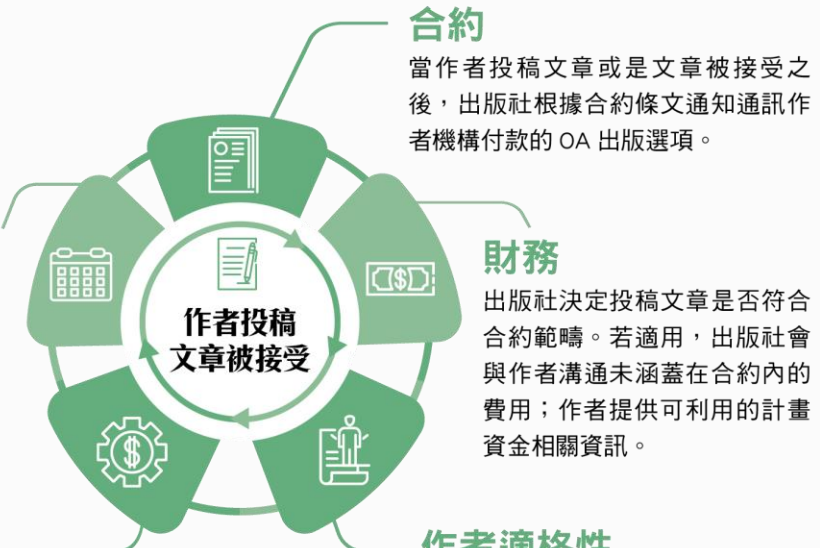 合約
當作者投稿文章或是文章被接受之
後，出版社根據合約條文通知通訊作
者機構付款的 OA 出版選項。
作者投稿
文章被接受
財務
出版社決定投稿文章是否符合
合約範疇。若適用，出版社會
與作者溝通未涵蓋在合約內的
費用；作者提供可利用的計畫
資金相關資訊。
作者適格性